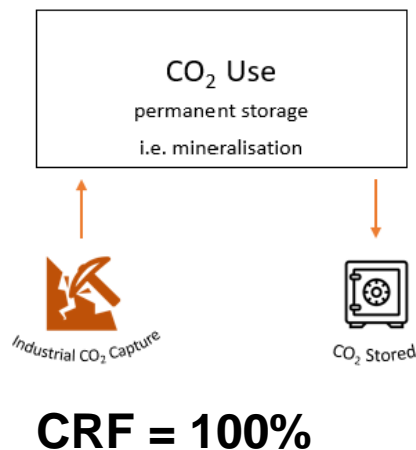 CO₂ Use
permanent storage
i.e. mineralisation
Industrial CO₂ Capture
CO₂ Stored
CRF = 100%